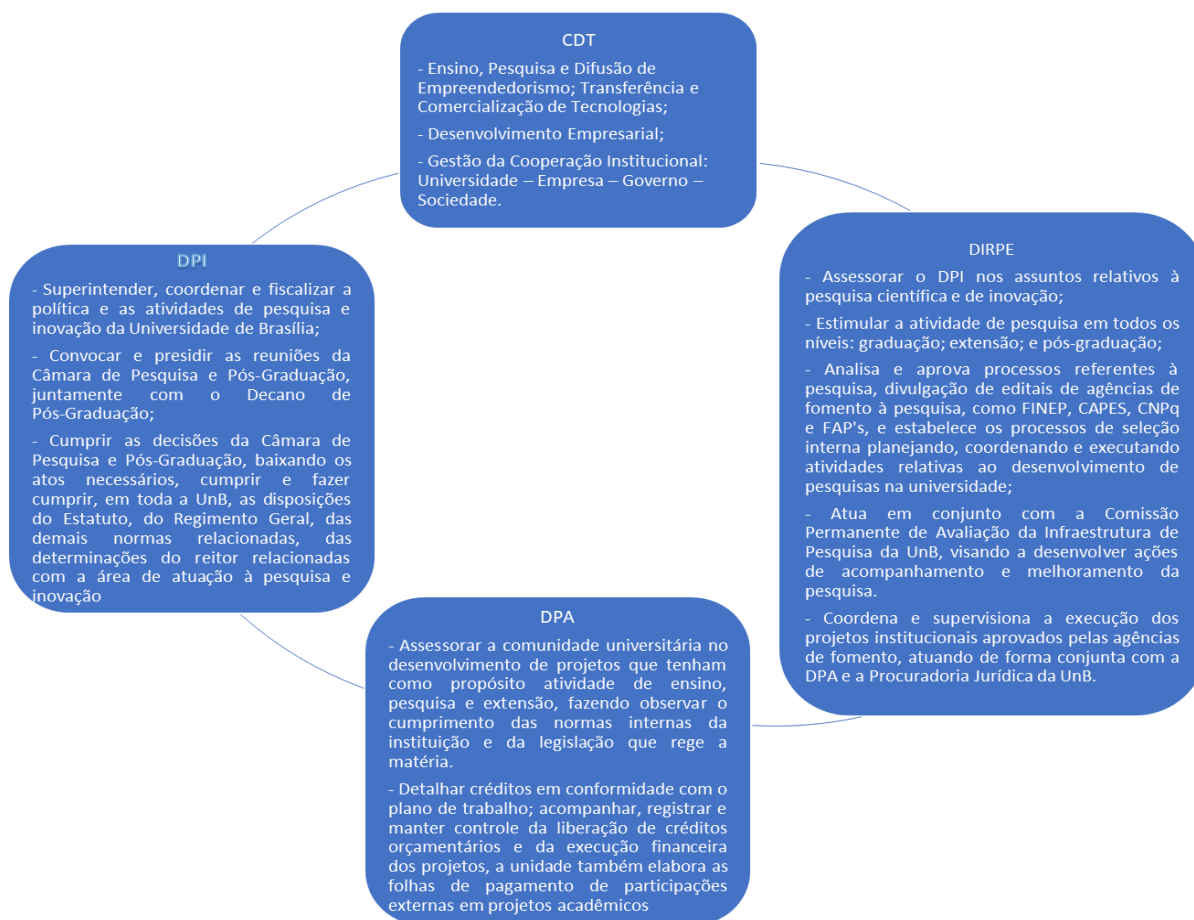 CDT
- Ensino, Pesquisa e Difusão de
Empreendedorismo; Transferência e
Comercialização de Tecnologias;
- Desenvolvimento Empresarial;
- Gestão da Cooperação Institucional:
Universidade – Empresa – Governo –
Sociedade.
DPI
- Superintender, coordenar e fiscalizar a
política e as atividades de pesquisa e
inovação da Universidade de Brasília;
- Convocar e presidir as reuniões da
Câmara de Pesquisa e Pós-Graduação,
juntamente com o Decano de
Pós-Graduação;
- Cumprir as decisões da Câmara de
Pesquisa e Pós-Graduação, baixando os
atos necessários, cumprir e fazer
cumprir, em toda a UnB, as disposições
do Estatuto, do Regimento Geral, das
demais normas relacionadas, das
determinações do reitor relacionadas
com a área de atuação à pesquisa e
inovação
DIRPE
- Assessorar o DPI nos assuntos relativos à
pesquisa científica e de inovação;
- Estimular a atividade de pesquisa em todos os
níveis: graduação; extensão; e pós-graduação;
- Analisa e aprova processos referentes à
pesquisa, divulgação de editais de agências de
fomento à pesquisa, como FINEP, CAPES, CNPq
e FAP's, e estabelece os processos de seleção
interna planejando, coordenando e executando
atividades relativas ao desenvolvimento de
pesquisas na universidade;
- Atua em conjunto com a Comissão
Permanente de Avaliação da Infraestrutura de
Pesquisa da UnB, visando a desenvolver ações
de acompanhamento e melhoramento da
pesquisa.
- Coordena e supervisiona a execução dos
projetos institucionais aprovados pelas agências
de fomento, atuando de forma conjunta com a
DPA e a Procuradoria Jurídica da UnB.
DPA
- Assessorar a comunidade universitária no
desenvolvimento de projetos que tenham
como propósito atividade de ensino,
pesquisa e extensão, fazendo observar o
cumprimento das normas internas da
instituição e da legislação que rege a
matéria.
- Detalhar créditos em conformidade com o
plano de trabalho; acompanhar, registrar e
manter controle da liberação de créditos
orçamentários e da execução financeira
dos projetos, a unidade também elabora as
folhas de pagamento de participações
externas em projetos acadêmicos